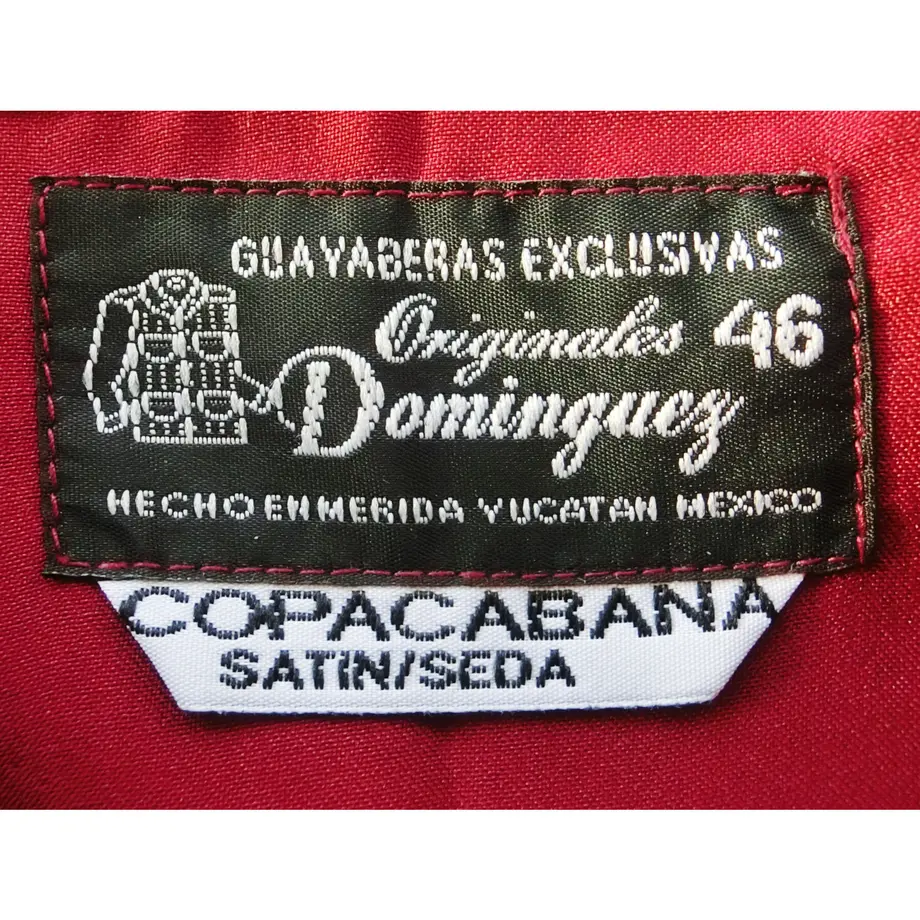 GUAYABERAS EXCLUSIVAS
Originales 46
Dominguez
HECHO EN MERIDA YUCATAN MEXICO
COPACABANA
SATIN/SEDA